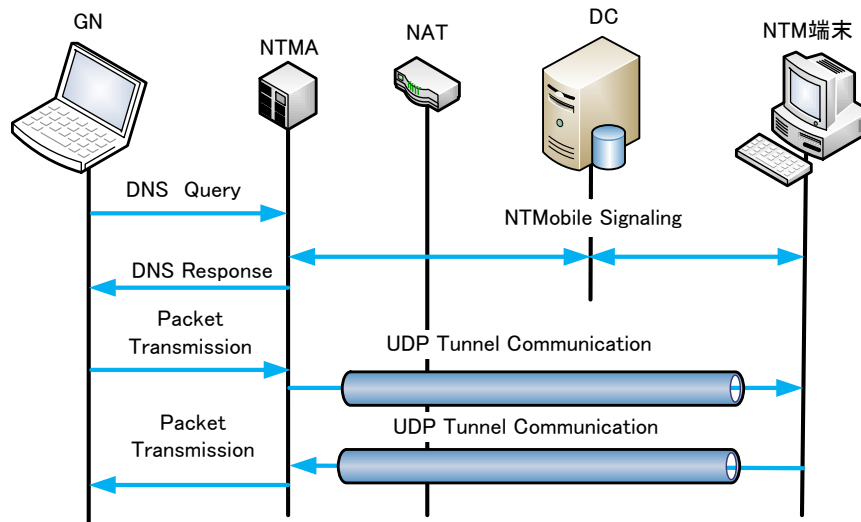 GN
NTMA
NAT
DC
NTM端末
DNS Query
NTMobile Signaling
DNS Response
Packet
Transmission
UDP Tunnel Communication
Packet
Transmission
UDP Tunnel Communication